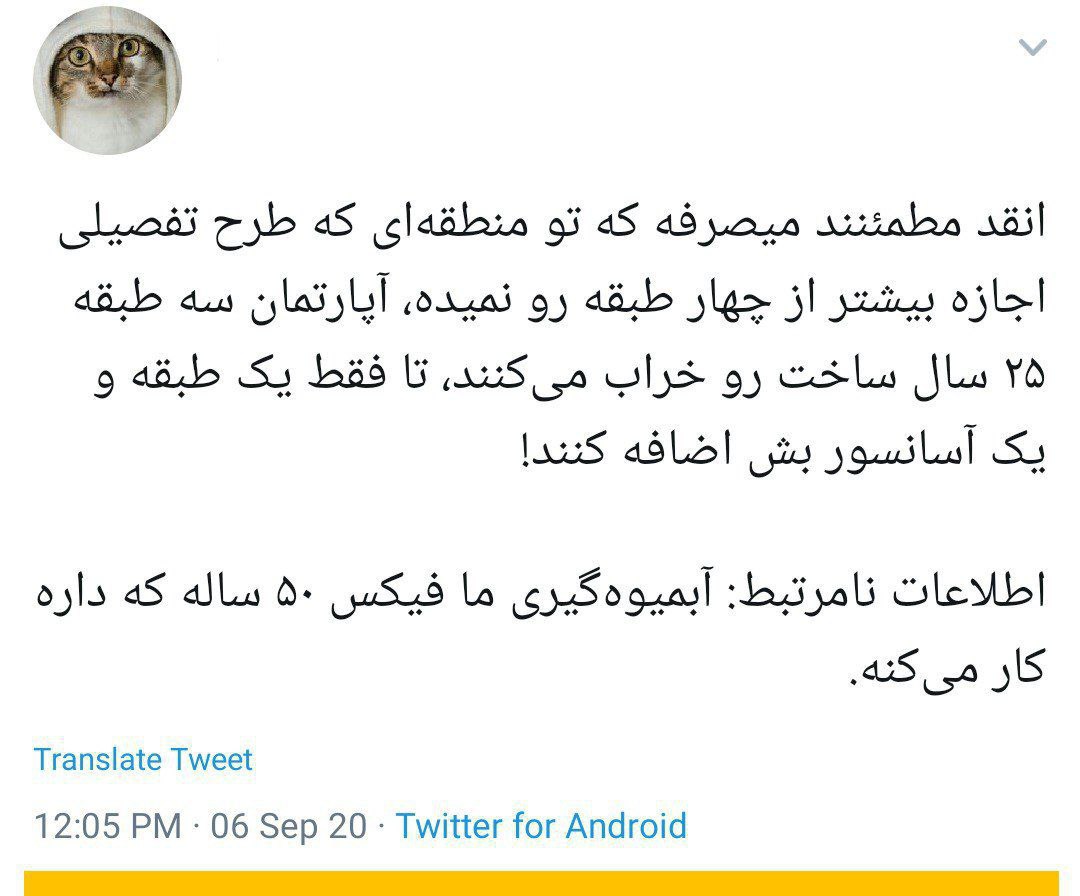 انقد مطمئنند میصرفه که تو منطقه‌ای که طرح تفصیلی
اجازه بیشتر از چهار طبقه رو نمیده، آپارتمان سه طبقه
۲۵ سال ساخت رو خراب می‌کنند، تا فقط یک طبقه و
یک آسانسور بش اضافه کنند!
اطلاعات نامرتبط: آبمیوه‌گیری ما فیکس ۵۰ ساله که داره
کار می‌کنه.
Translate Tweet
12:05 PM · 06 Sep 20 · Twitter for Android